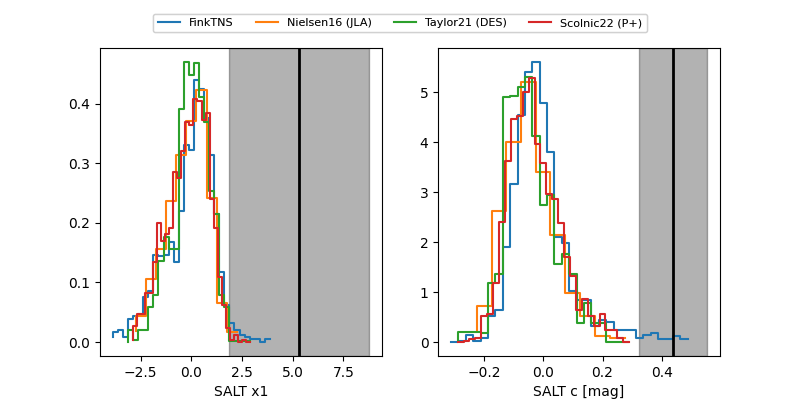 FinkTNS Nielsen16 (JLA) Taylor21 (DES) Scolnic22 (P+)
0.4
0.3
0.2
0.1
0.0
−2.5 0.0 2.5 5.0 7.5
SALT x1
5
4
3
2
1
0
−0.2 0.0 0.2 0.4
SALT c [mag]